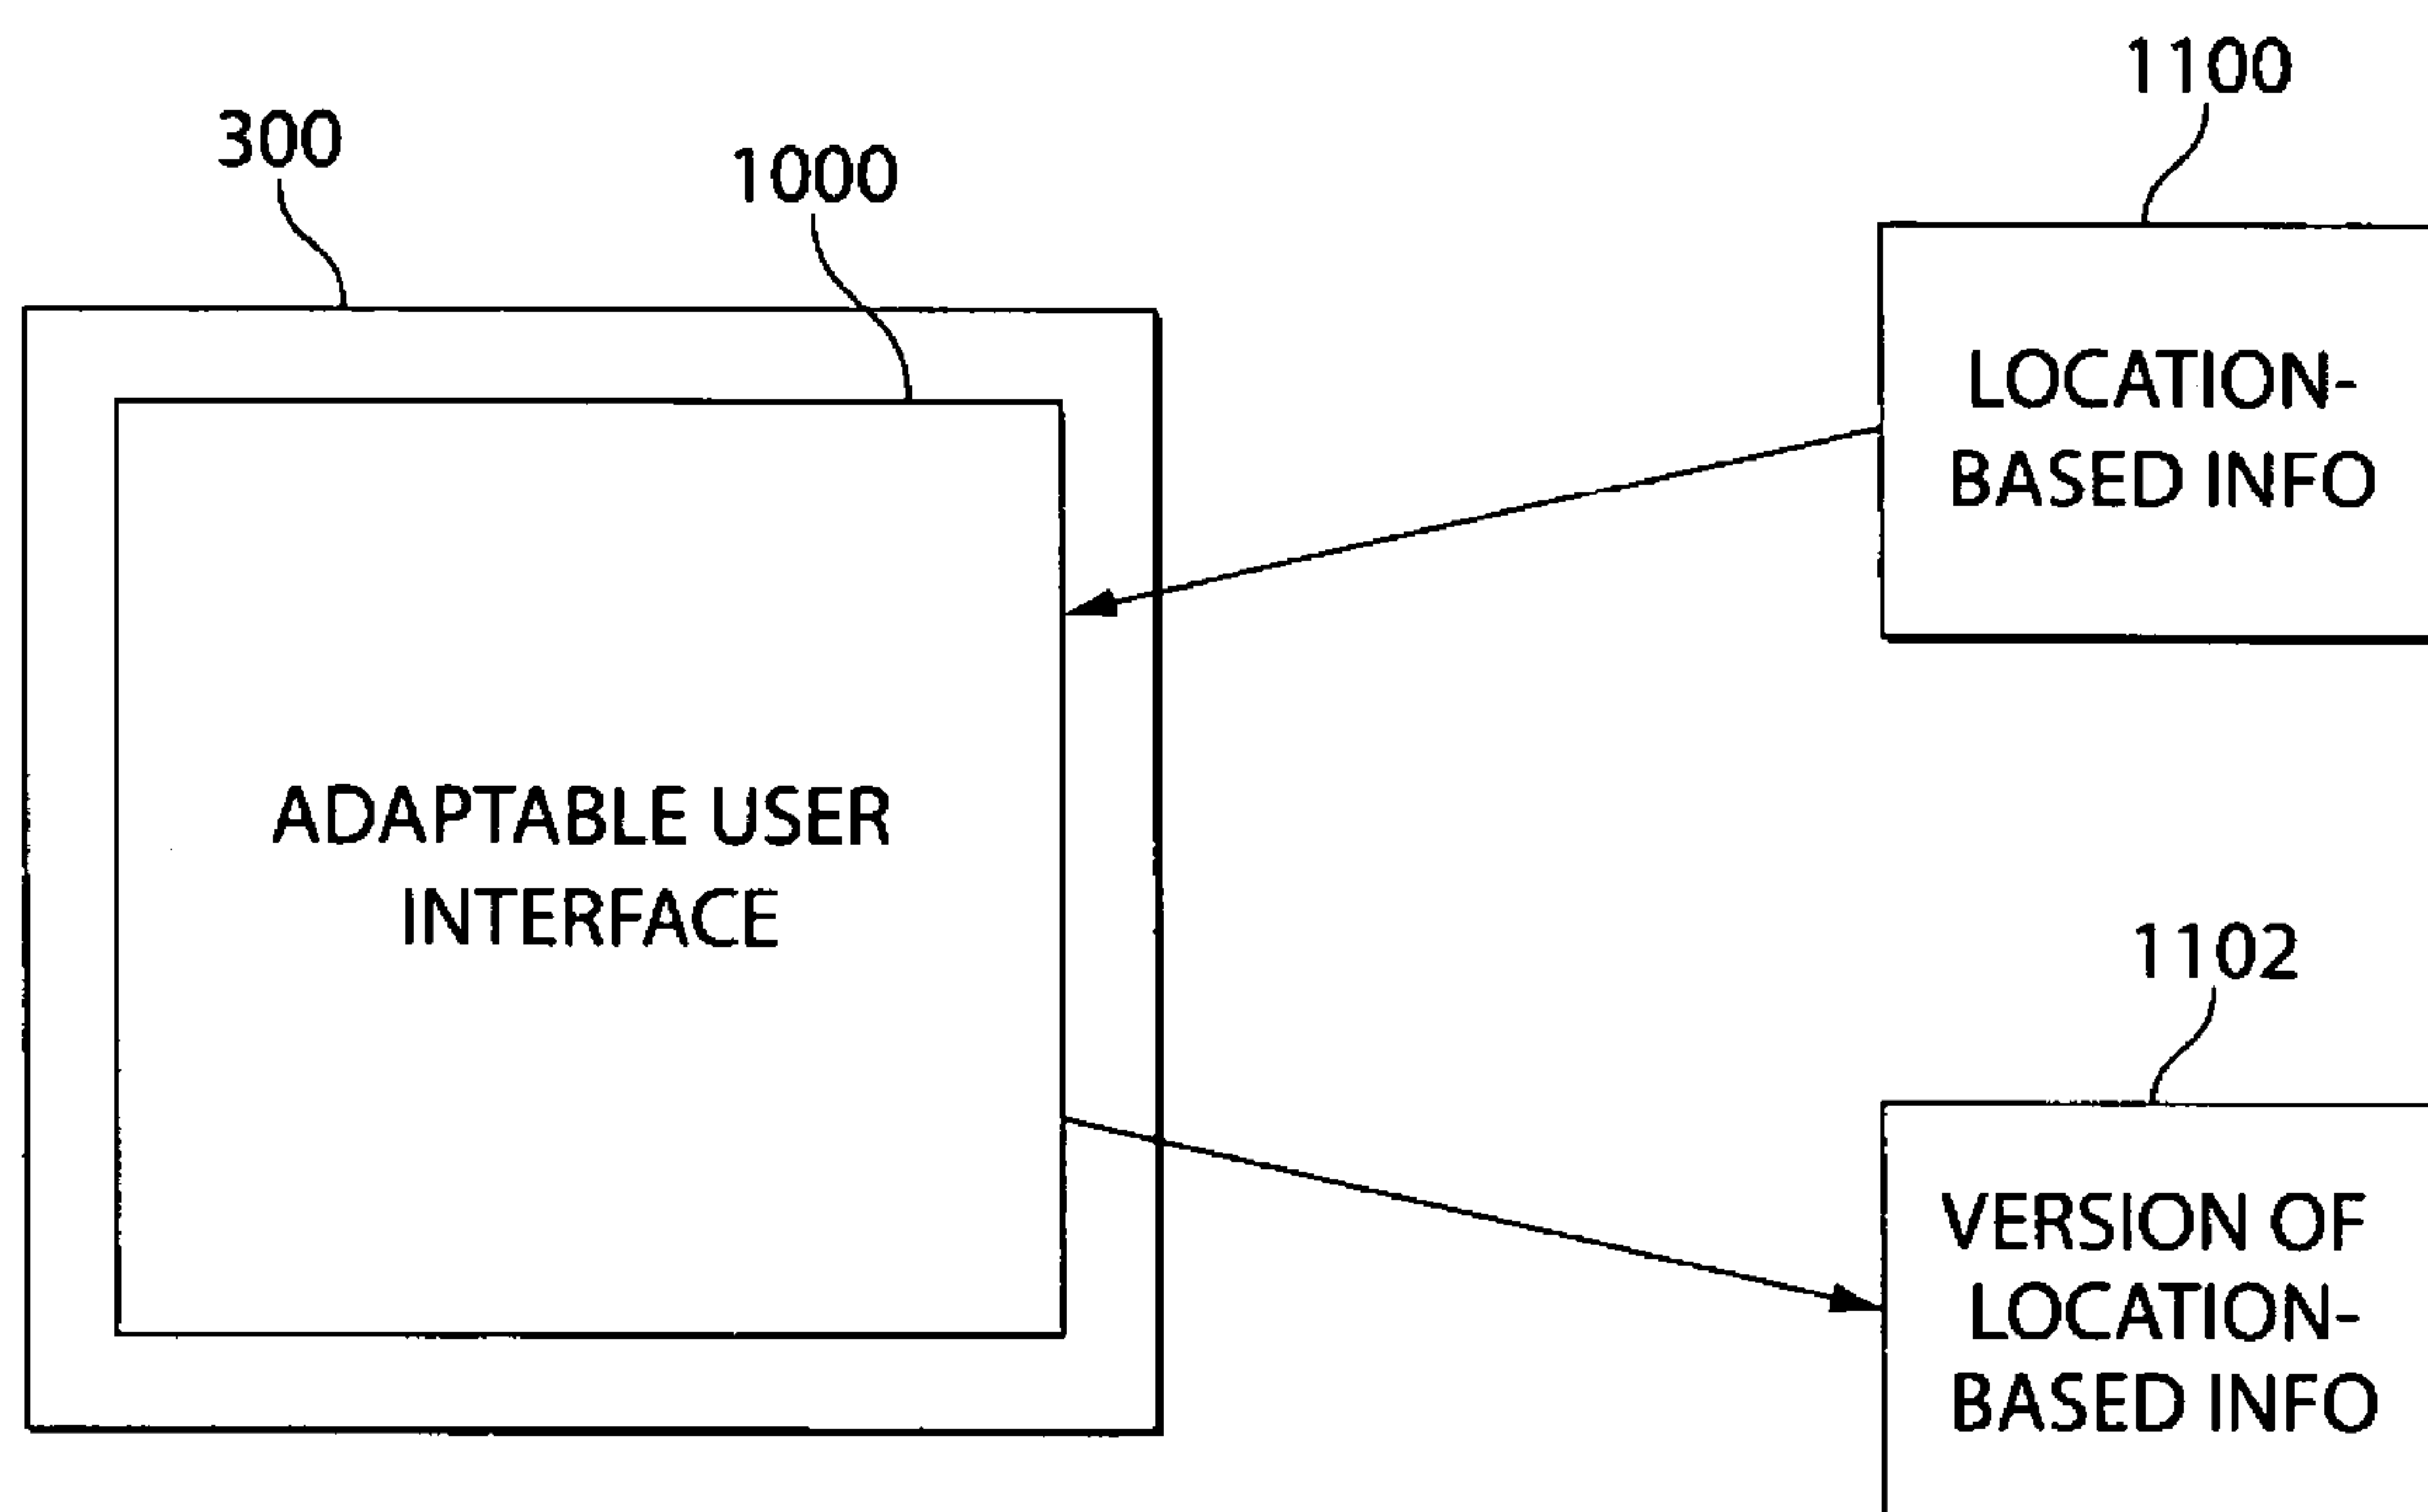 300
1000
1100
LOCATION-
BASED INFO
ADAPTABLE USER
INTERFACE
1102
VERSION OF
LOCATION-
BASED INFO